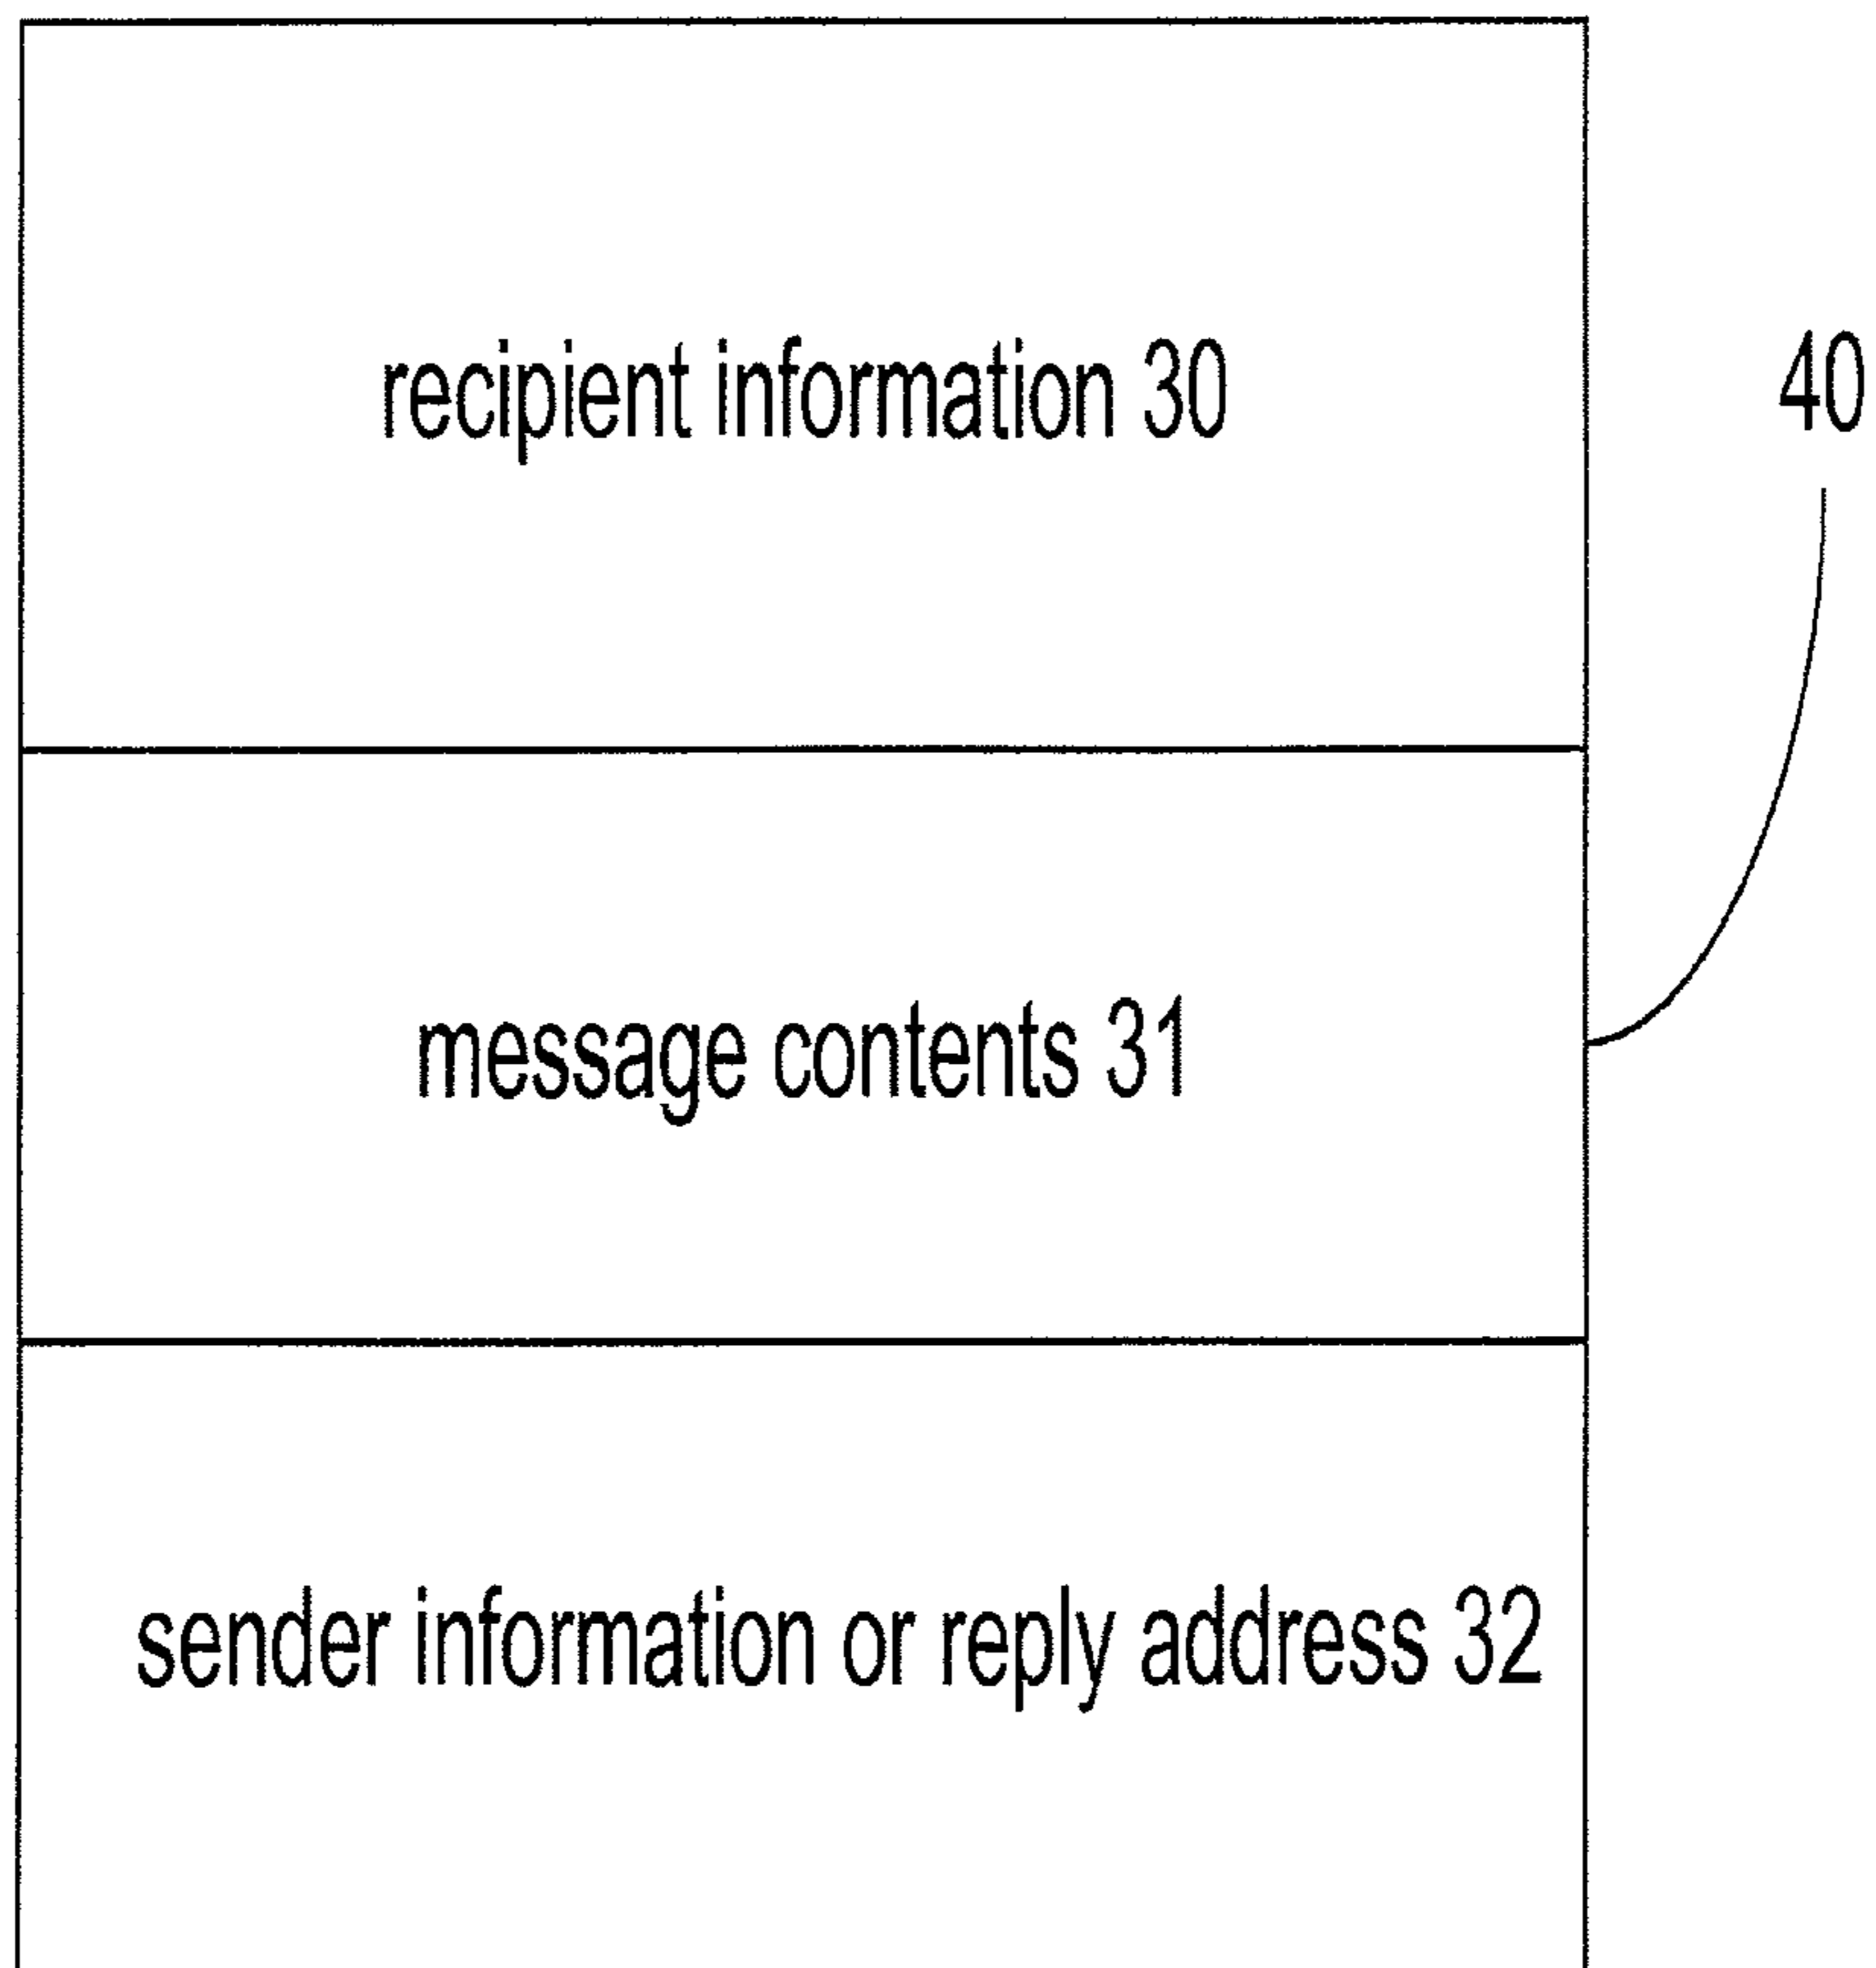 recipient information 30
40
message contents 31
sender information or reply address 32